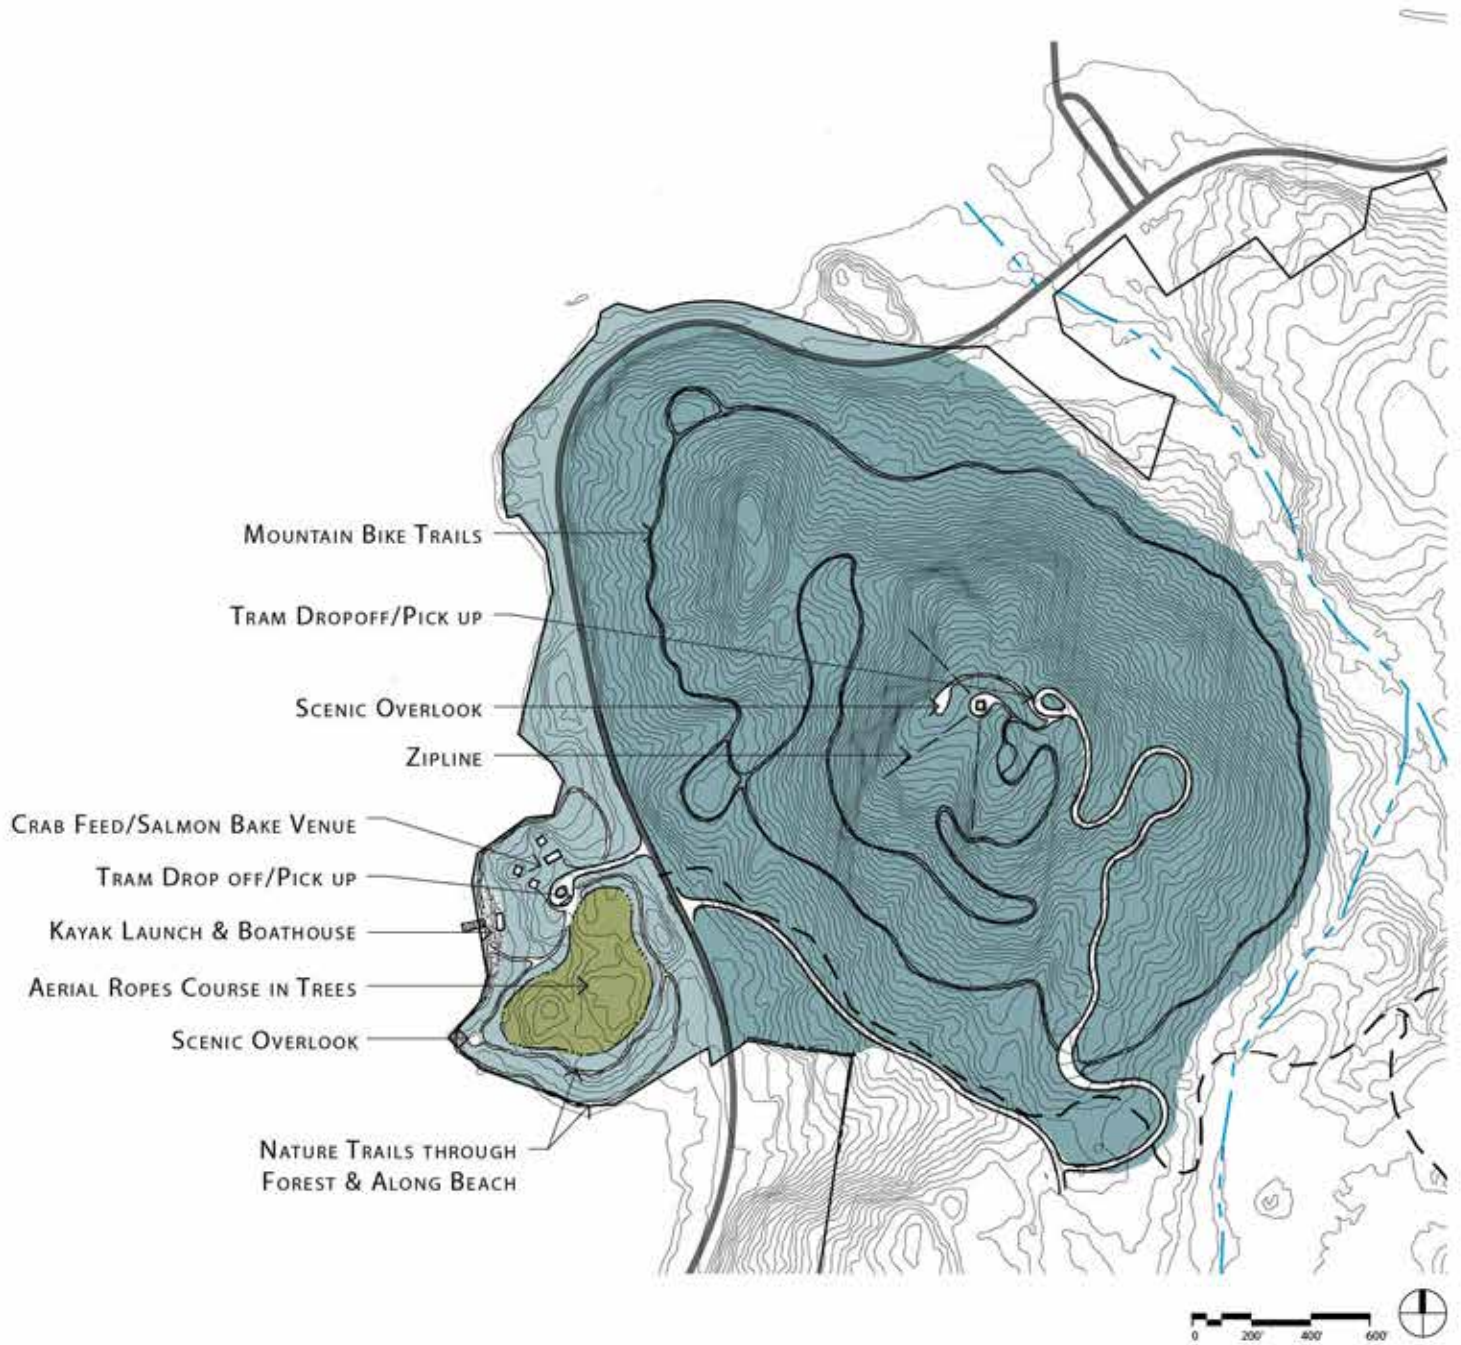 Mountain Bike Trails
Tram Dropoff/Pick up
Scenic Overlook
Zipline
Crab Feed/Salmon Bake Venue
Tram Drop off/Pick up
Kayak Launch & Boathouse
Aerial Ropes Course in Trees
Scenic Overlook
Nature Trails through
Forest & Along Beach
0 200' 400' 600'